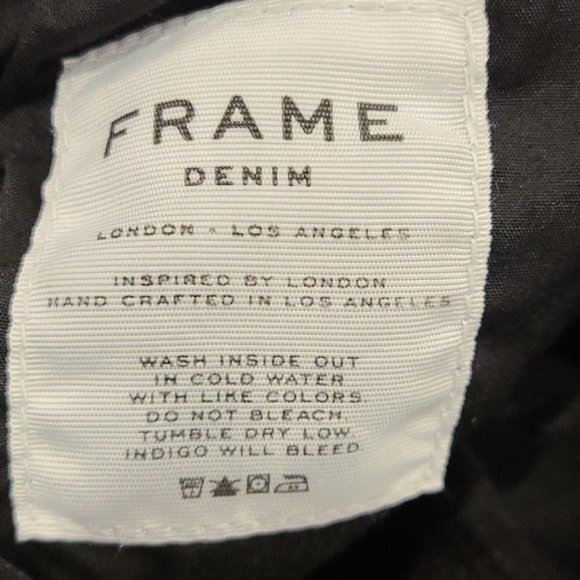 FRAME
DENIM
LONDON • LOS ANGELES
INSPIRED BY LONDON
HAND CRAFTED IN LOS ANGELES
WASH INSIDE OUT
IN COLD WATER
WITH LIKE COLORS.
DO NOT BLEACH.
TUMBLE DRY LOW
INDIGO WILL BLEED